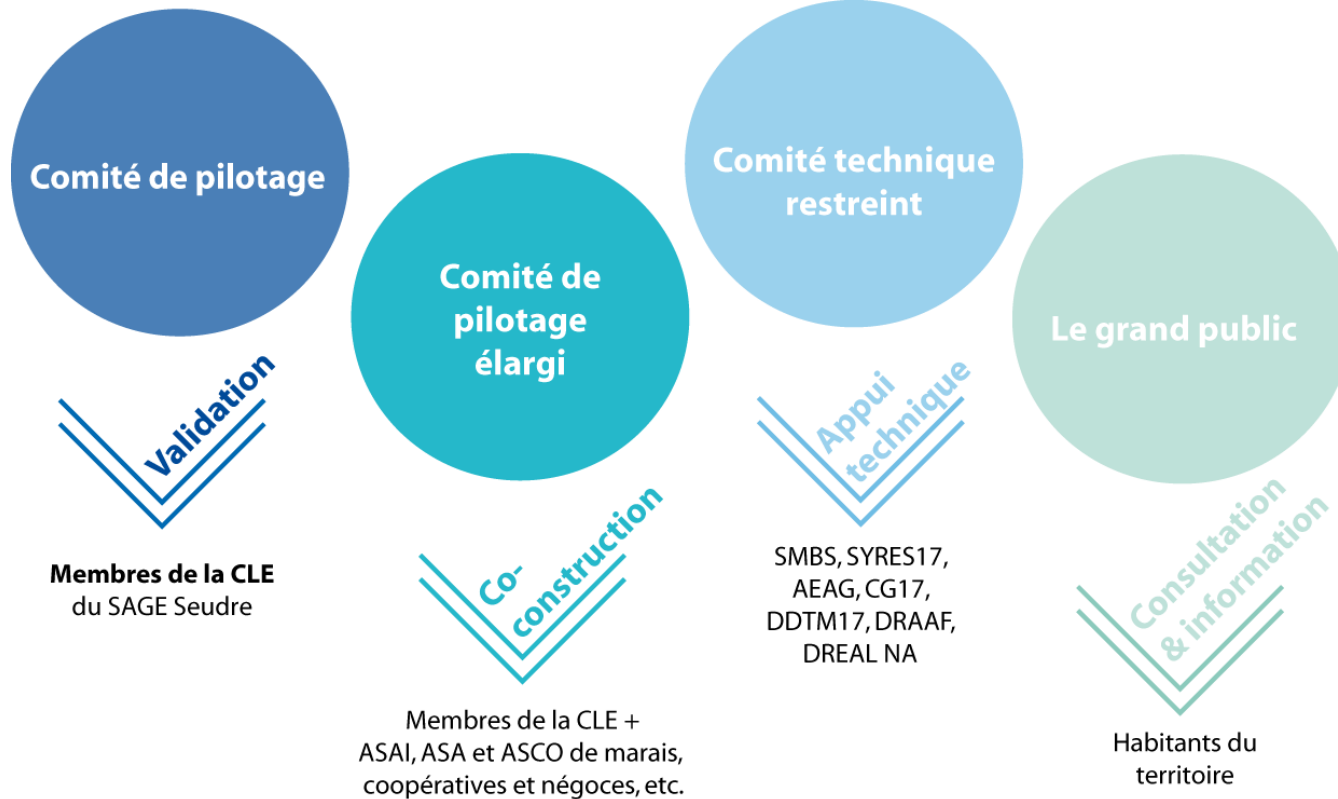 Comité de pilotage
Validation
Membres de la CLE
du SAGE Seudre
Comité de
pilotage
élargi
Co-
construction
Membres de la CLE +
ASAI, ASA et ASCO de marais,
coopératives et négoces, etc.
Comité technique
restreint
Appui
technique
SMBS, SYRES17,
AEAG, CG17,
DDTM17, DRAAF,
DREAL NA
Le grand public
Consultation
& information
Habitants du
territoire